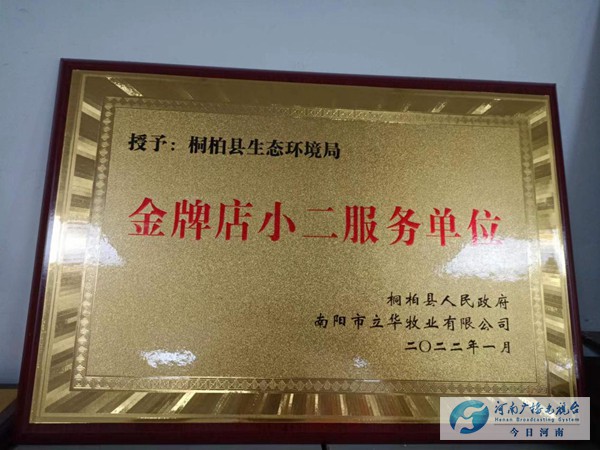 授予：桐柏县生态环境局
金牌店小二服务单位
桐柏县人民政府
南阳市立华牧业有限公司
二〇二二年一月
河南广播电视台
Henan Broadcasting System
今日河南